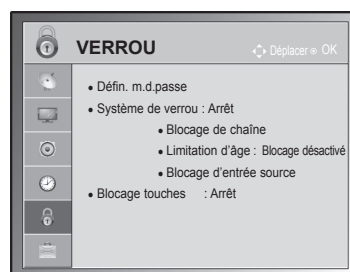 VERROU
Déplacer OK
• Défin. m.d.passe
• Système de verrou : Arrêt
• Blocage de chaîne
• Limitation d'âge : Blocage désactivé
• Blocage d'entrée source
• Blocage touches : Arrêt